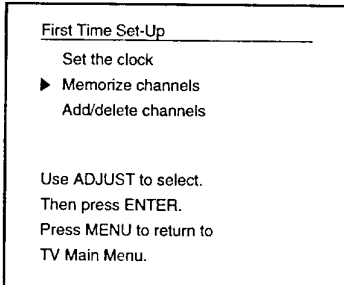 First Time Set-Up
Set the clock
Memorize channels
Add/delete channels
Use ADJUST to select.
Then press ENTER.
Press MENU to return to
TV Main Menu.